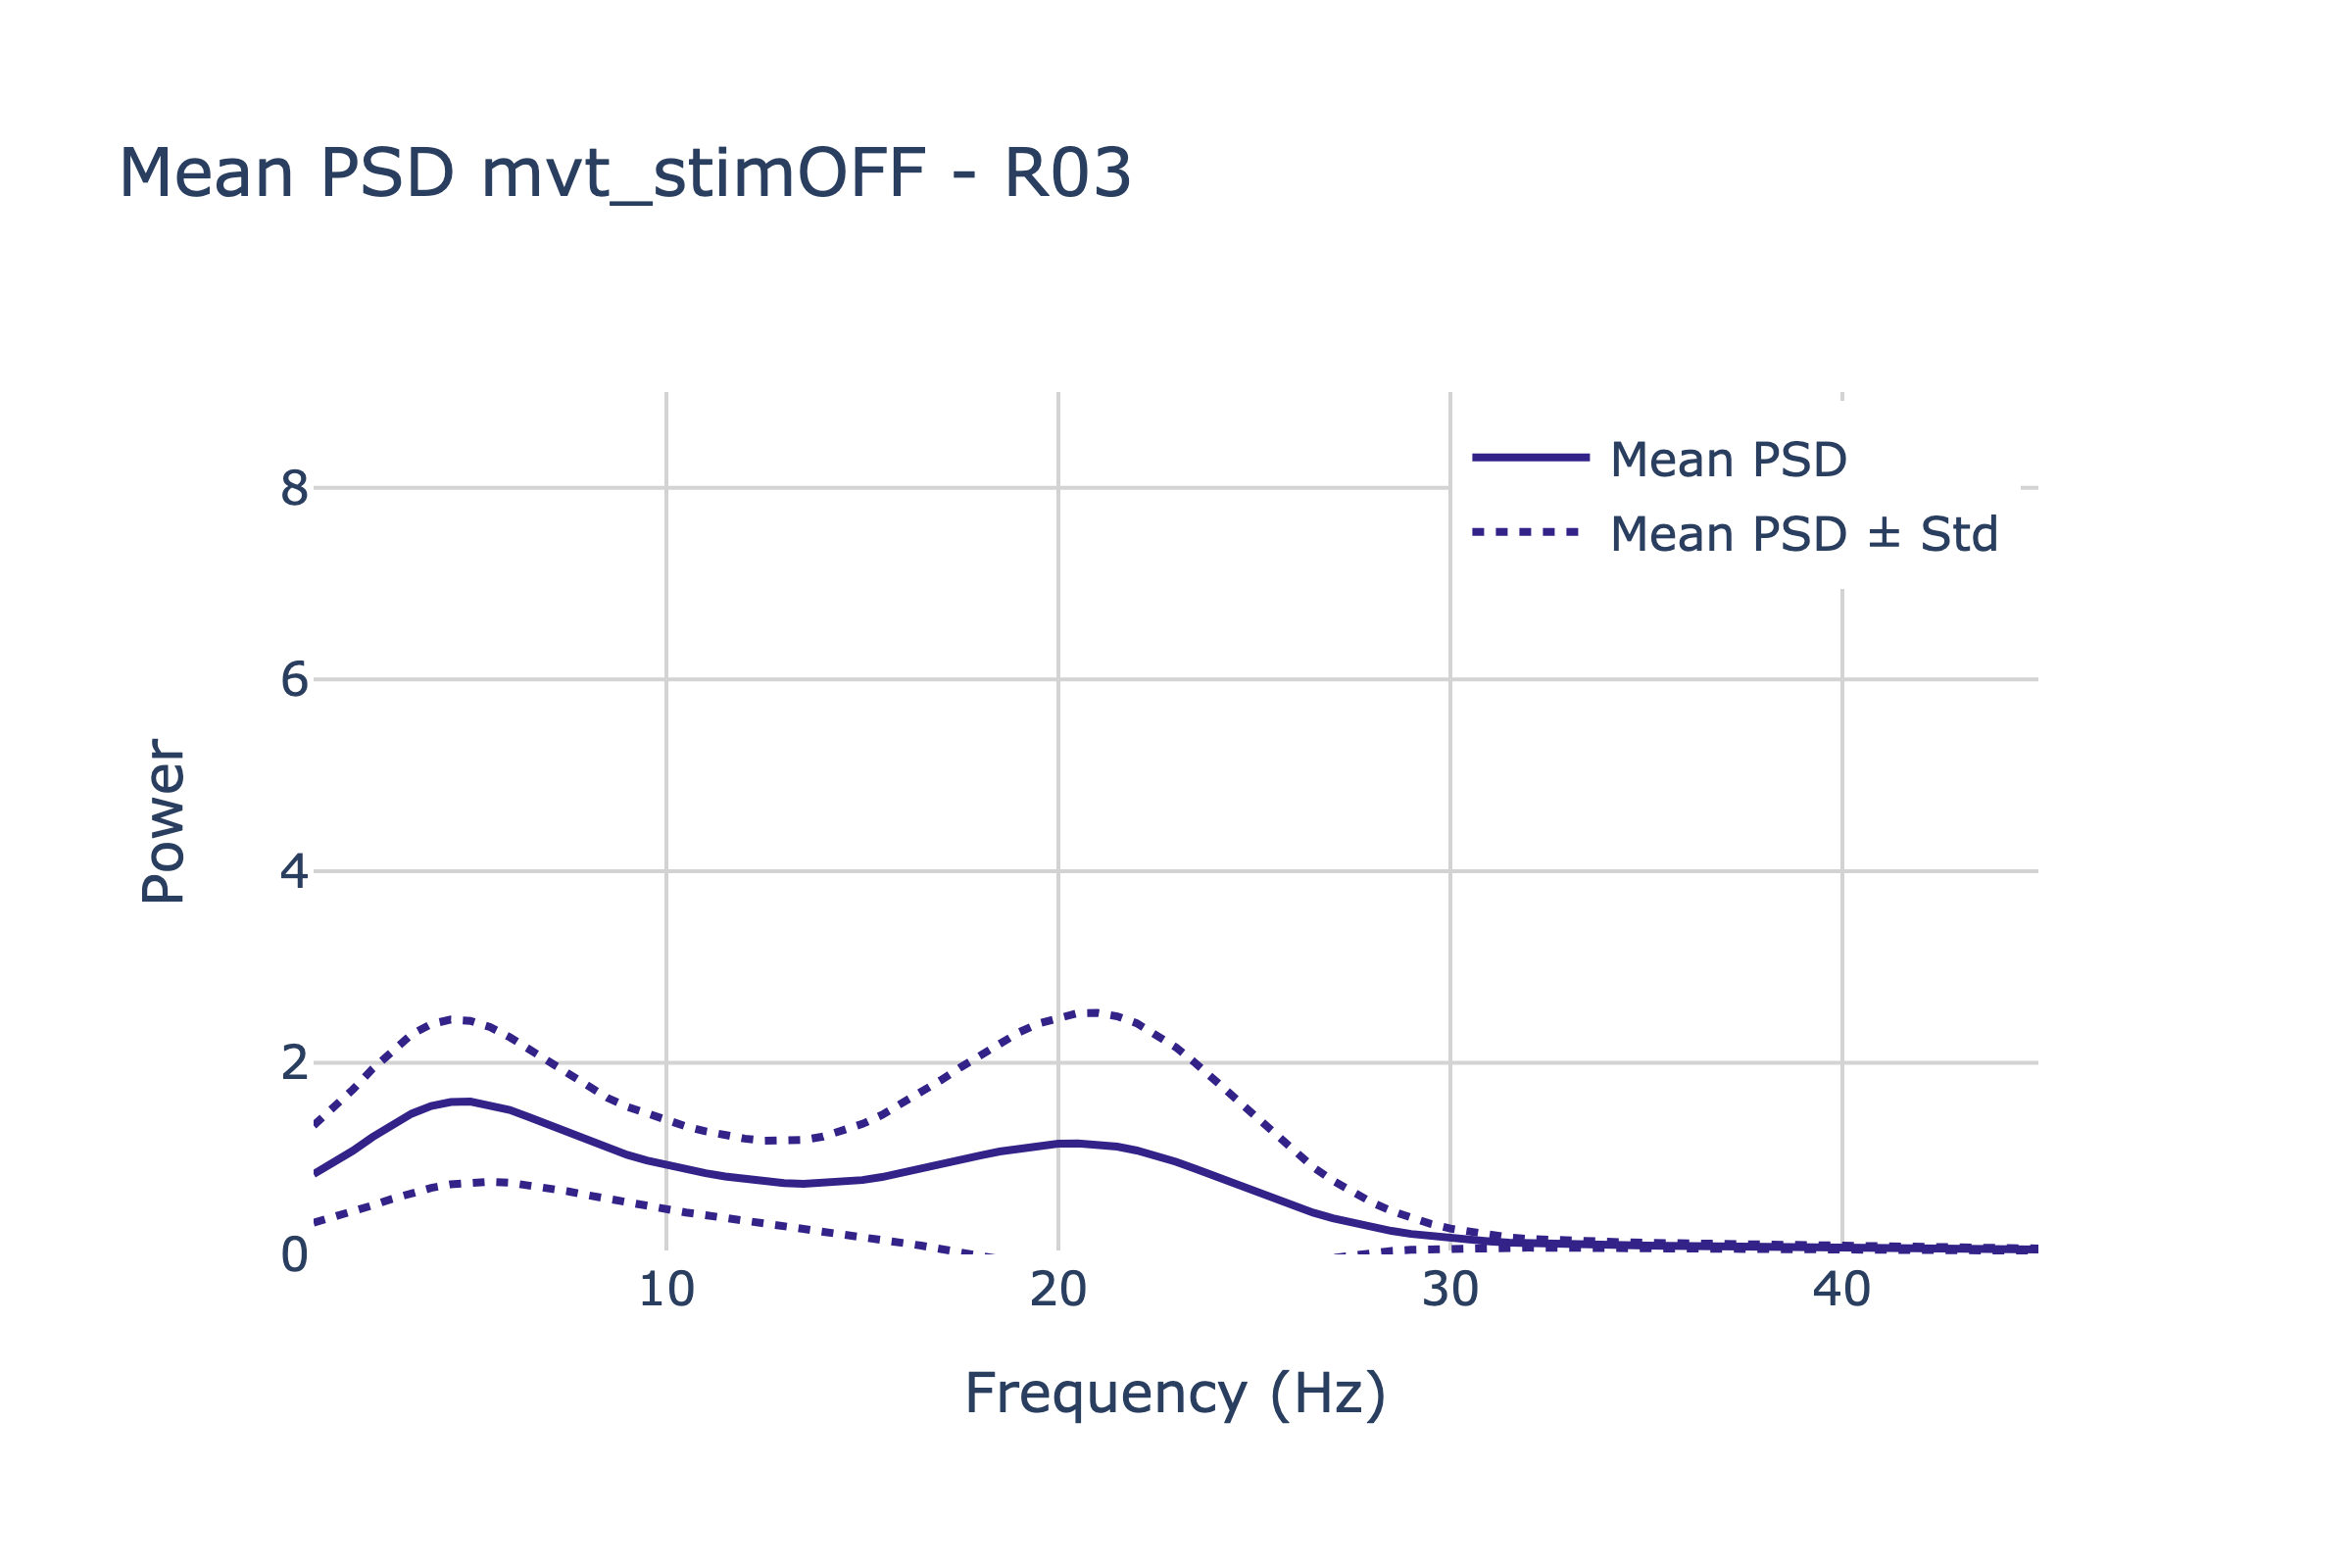 Mean PSD mvt_stimOFF - R03
Mean PSD
Mean PSD ± Std
8
6
4
2
0
Power
10 20 30 40
Frequency (Hz)